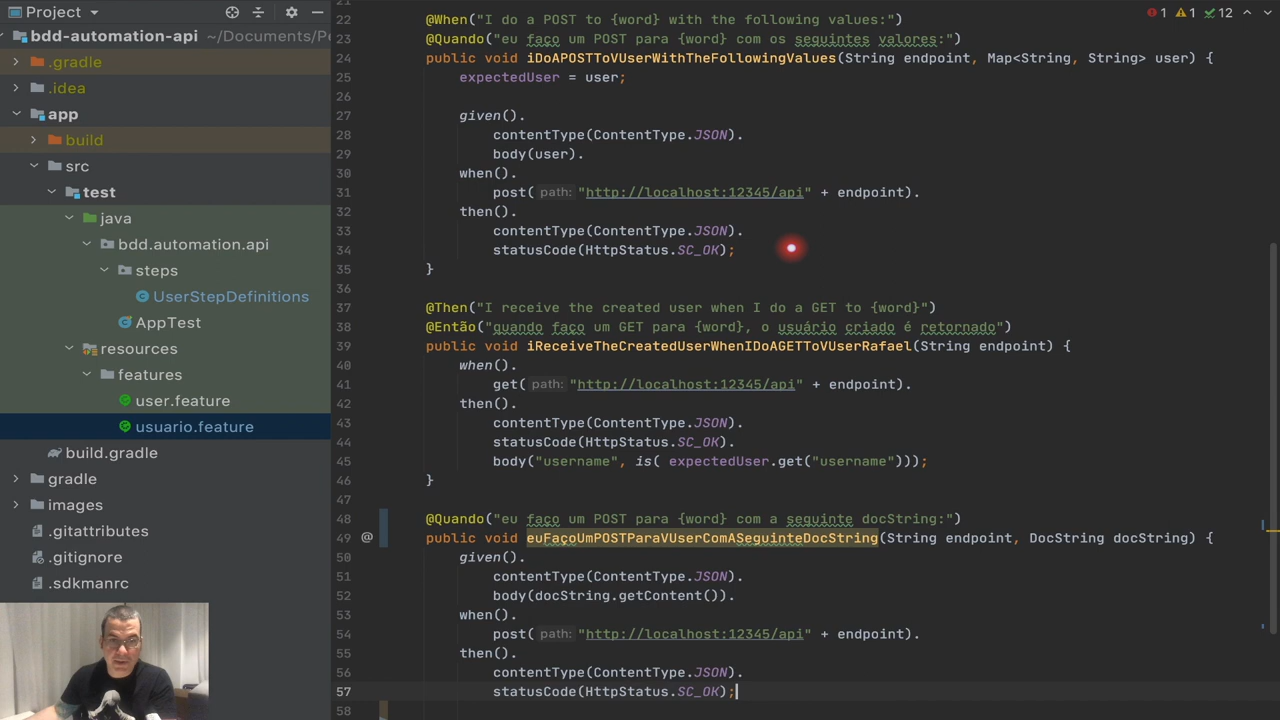 Project
bdd-automation-api ~/Documents/Pe
.gradle
.idea
app
build
src
test
java
bdd.automation.api
steps
UserStepDefinitions
AppTest
resources
features
user.feature
usuario.feature
build.gradle
gradle
images
.gitattributes
.gitignore
.sdkmanrc
1 1 12
21
22 @When("I do a POST to {word} with the following values:")
23 @Quando("eu faço um POST para {word} com os seguintes valores:")
24 public void iDoAPOSTToVUserWithTheFollowingValues(String endpoint, Map<String, String> user) {
25 expectedUser = user;
26
27 given().
28 contentType(ContentType.JSON).
29 body(user).
30 when().
31 post( path: "http://localhost:12345/api" + endpoint).
32 then().
33 contentType(ContentType.JSON).
34 statusCode(HttpStatus.SC_OK);
35 }
36
37 @Then("I receive the created user when I do a GET to {word}")
38 @Então("quando faço um GET para {word}, o usuário criado é retornado")
39 public void iReceiveTheCreatedUserWhenIDoAGETToVUserRafael(String endpoint) {
40 when().
41 get( path: "http://localhost:12345/api" + endpoint).
42 then().
43 contentType(ContentType.JSON).
44 statusCode(HttpStatus.SC_OK).
45 body("username", is( expectedUser.get("username")));
46 }
47
48 @Quando("eu faço um POST para {word} com a seguinte docString:")
49 @ public void euFaçoUmPOSTParaVUserComASeguinteDocString(String endpoint, DocString docString) {
50 given().
51 contentType(ContentType.JSON).
52 body(docString.getContent()).
53 when().
54 post( path: "http://localhost:12345/api" + endpoint).
55 then().
56 contentType(ContentType.JSON).
57 statusCode(HttpStatus.SC_OK);
58